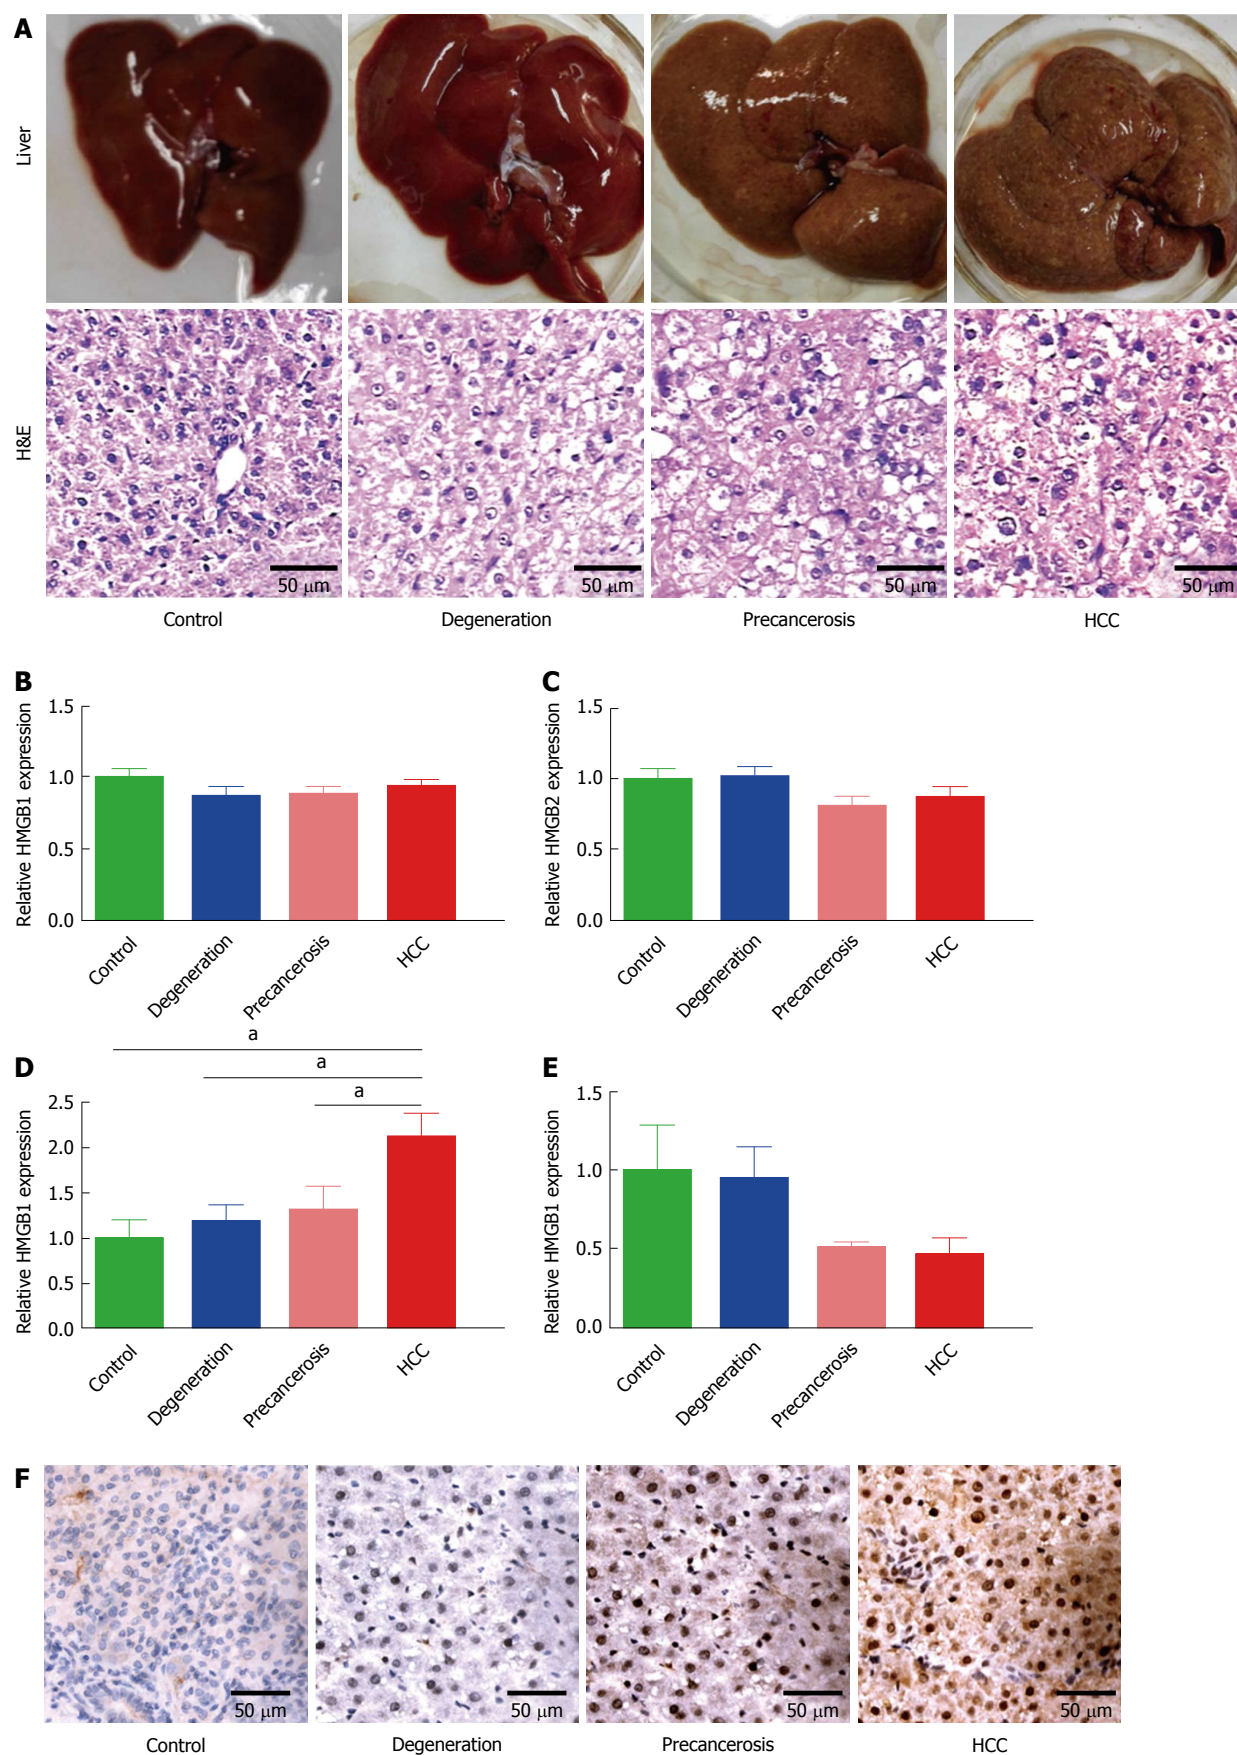 A
Liver
H&E
50 μm
50 μm
50 μm
50 μm
Control
Degeneration
Precancerosis
HCC
B
Relative HMGB1 expression
1.5
1.0
0.5
0.0
Control
Degeneration
Precancerosis
HCC
C
Relative HMGB2 expression
1.5
1.0
0.5
0.0
Control
Degeneration
Precancerosis
HCC
D
Relative HMGB1 expression
a
a
a
2.5
2.0
1.5
1.0
0.5
0.0
Control
Degeneration
Precancerosis
HCC
E
Relative HMGB1 expression
1.5
1.0
0.5
0.0
Control
Degeneration
Precancerosis
HCC
F
50 μm
50 μm
50 μm
50 μm
Control
Degeneration
Precancerosis
HCC